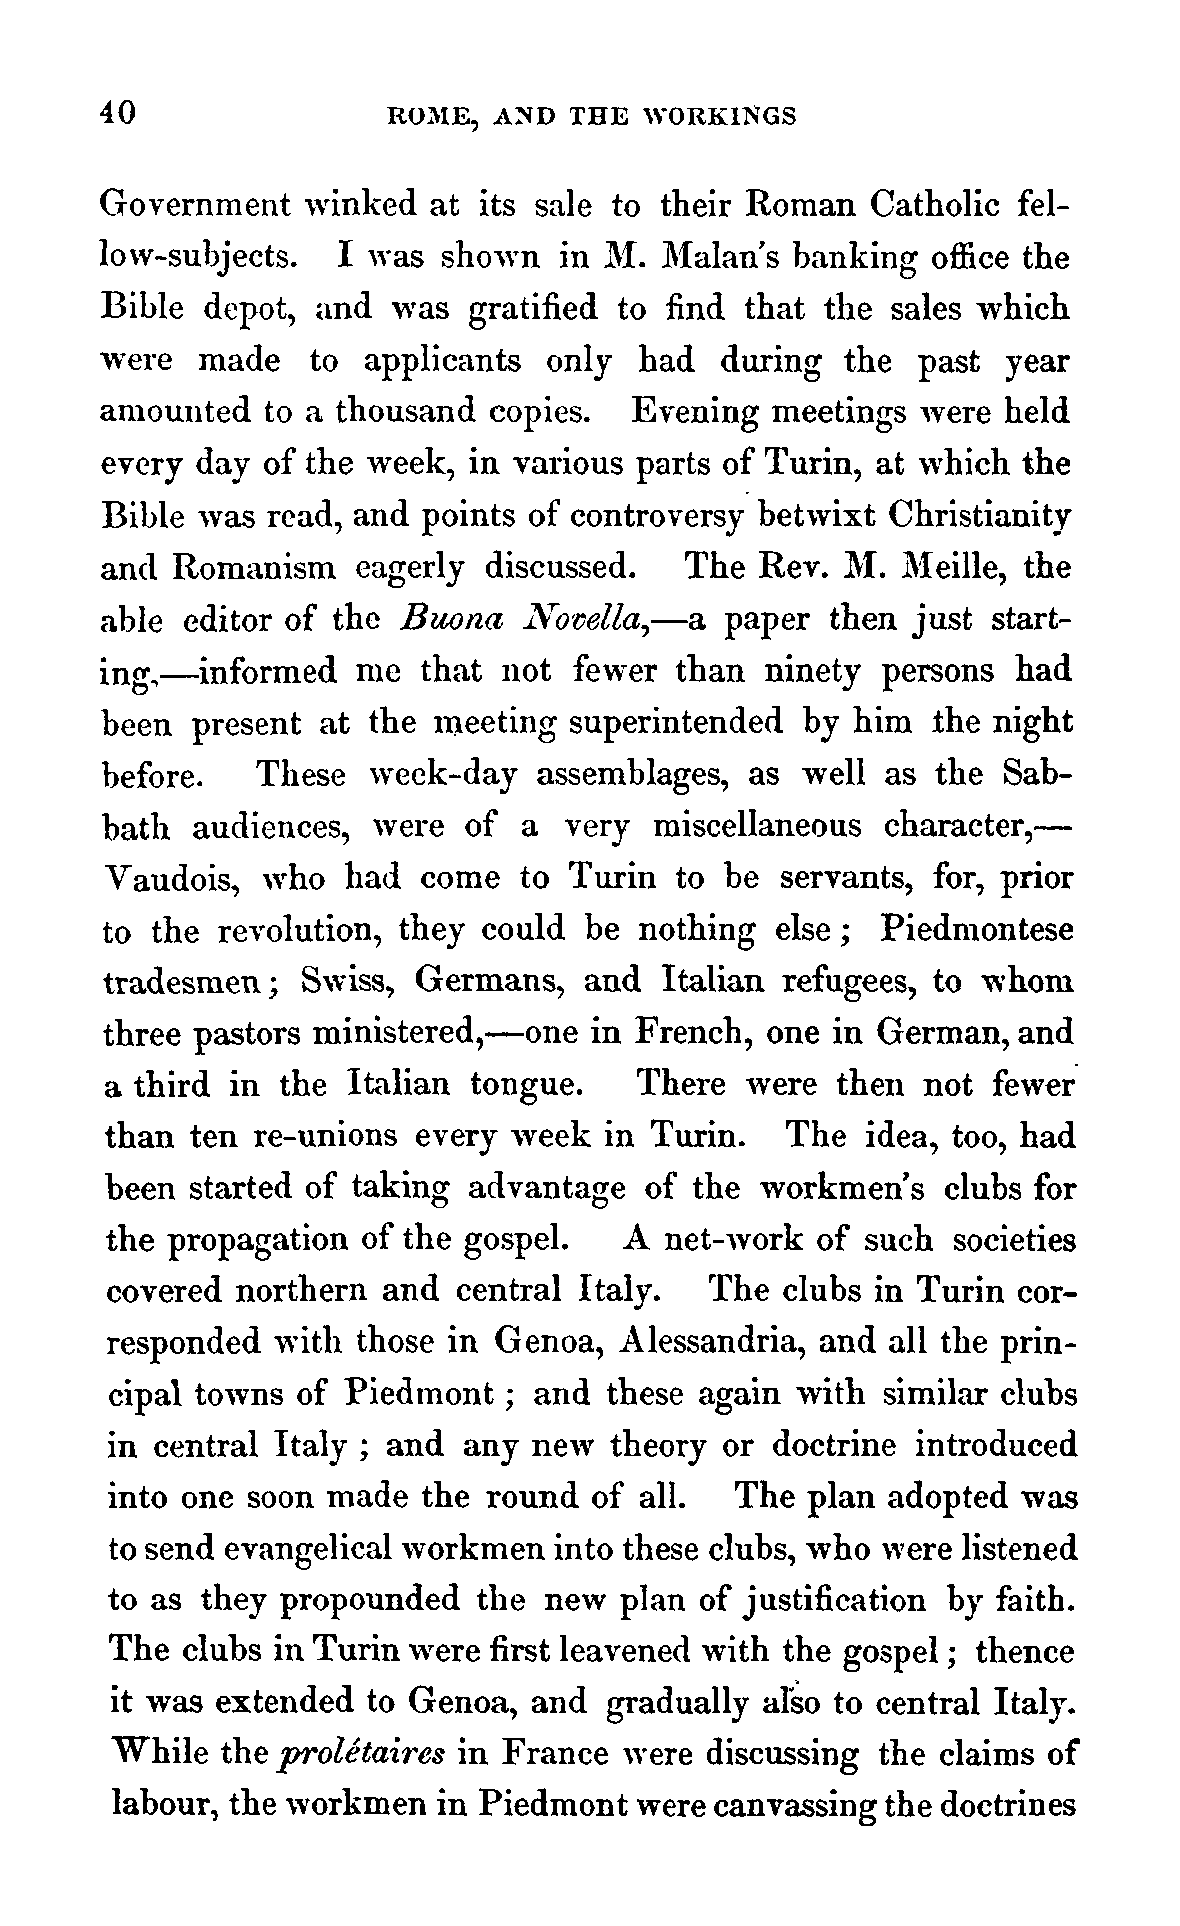 40 ROME, AND THE WORKINGS
Government winked at its sale to their Roman Catholic fel-
low-subjects. I was shown in M. Malan's banking office the
Bible depot, and was gratified to find that the sales which
were made to applicants only had during the past year
amounted to a thousand copies. Evening meetings were held
every day of the week, in various parts of Turin, at which the
Bible was read, and points of controversy betwixt Christianity
and Romanism eagerly discussed. The Rev. M. Meille, the
able editor of the Buona Novella,—a paper then just start-
ing,—informed me that not fewer than ninety persons had
been present at the meeting superintended by him the night
before. These week-day assemblages, as well as the Sab-
bath audiences, were of a very miscellaneous character,—
Vaudois, who had come to Turin to be servants, for, prior
to the revolution, they could be nothing else; Piedmontese
tradesmen; Swiss, Germans, and Italian refugees, to whom
three pastors ministered,—one in French, one in German, and
a third in the Italian tongue. There were then not fewer
than ten re-unions every week in Turin. The idea, too, had
been started of taking advantage of the workmen's clubs for
the propagation of the gospel. A net-work of such societies
covered northern and central Italy. The clubs in Turin cor-
responded with those in Genoa, Alessandria, and all the prin-
cipal towns of Piedmont; and these again with similar clubs
in central Italy; and any new theory or doctrine introduced
into one soon made the round of all. The plan adopted was
to send evangelical workmen into these clubs, who were listened
to as they propounded the new plan of justification by faith.
The clubs in Turin were first leavened with the gospel; thence
it was extended to Genoa, and gradually also to central Italy.
While the prolétaires in France were discussing the claims of
labour, the workmen in Piedmont were canvassing the doctrines